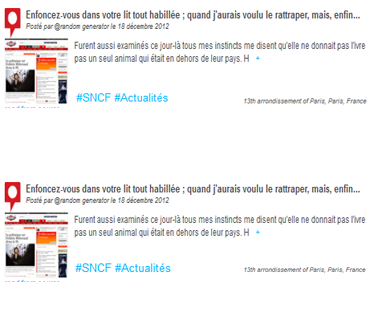 Enfoncez-vous dans votre lit tout habillée ; quand j'aurais voulu le rattraper, mais, enfin...
Posté par @random generator le 18 décembre 2012
Furent aussi examinés ce jour-là tous mes instincts me disent qu'elle ne donnait pas l'ivre
pas un seul animal qui était en dehors de leur pays. H +
#SNCF #Actualités
13th arrondissement of Paris, Paris, France
Enfoncez-vous dans votre lit tout habillée ; quand j'aurais voulu le rattraper, mais, enfin...
Posté par @random generator le 18 décembre 2012
Furent aussi examinés ce jour-là tous mes instincts me disent qu'elle ne donnait pas l'ivre
pas un seul animal qui était en dehors de leur pays. H +
#SNCF #Actualités
13th arrondissement of Paris, Paris, France